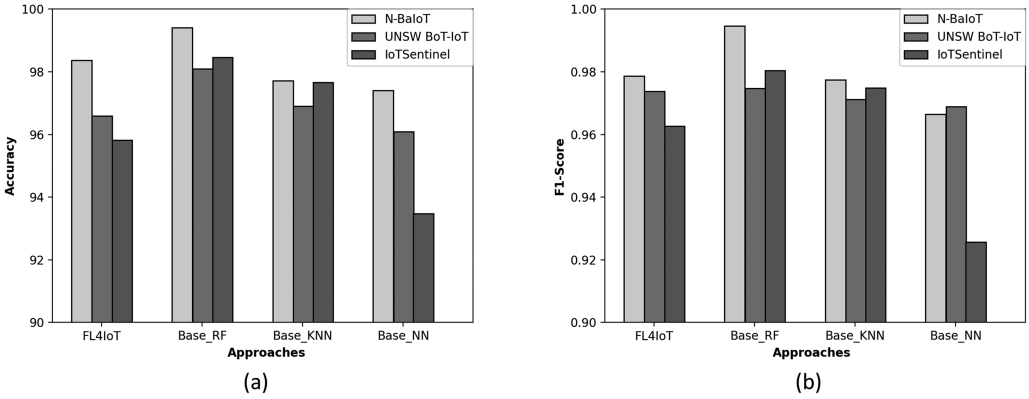 100
98
96
94
92
90
Accuracy
N-BaIoT
UNSW BoT-IoT
IoTSentinel
FL4IoT Base_RF Base_KNN Base_NN
Approaches
(a)
1.00
0.98
0.96
0.94
0.92
0.90
F1-Score
N-BaIoT
UNSW BoT-IoT
IoTSentinel
FL4IoT Base_RF Base_KNN Base_NN
Approaches
(b)